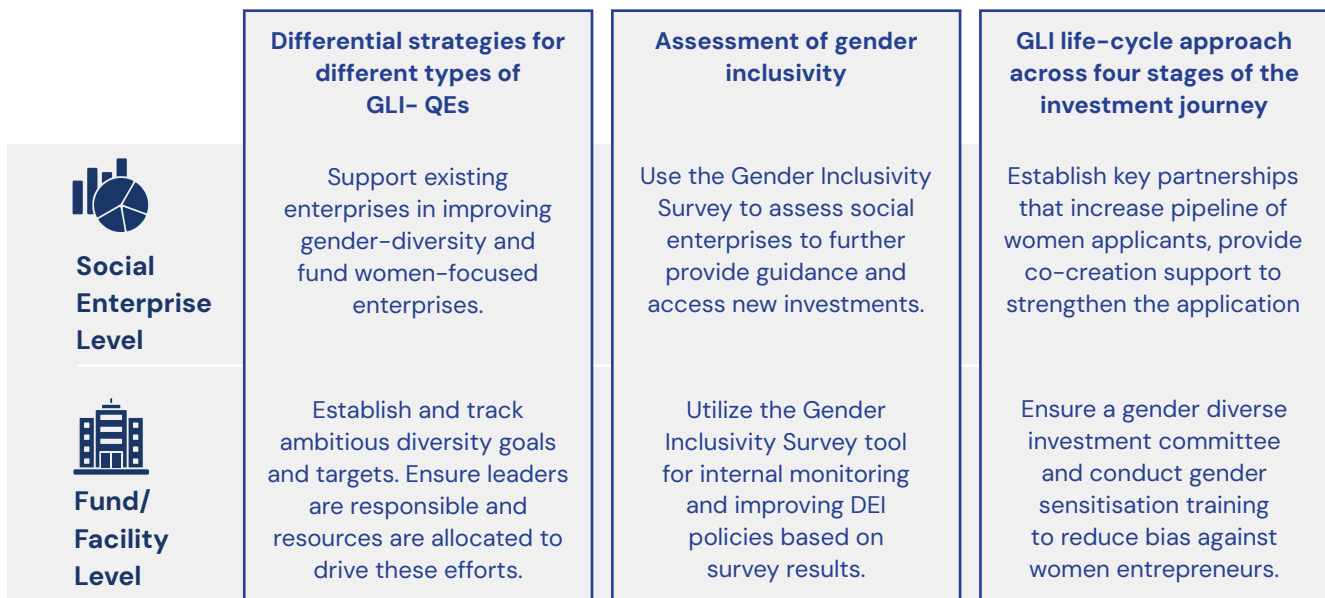 Differential strategies for
different types of
GLI- QEs
Assessment of gender
inclusivity
GLI life-cycle approach
across four stages of the
investment journey
Social
Enterprise
Level
Support existing
enterprises in improving
gender-diversity and
fund women-focused
enterprises.
Use the Gender Inclusivity
Survey to assess social
enterprises to further
provide guidance and
access new investments.
Establish key partnerships
that increase pipeline of
women applicants, provide
co-creation support to
strengthen the application
Fund/
Facility
Level
Establish and track
ambitious diversity goals
and targets. Ensure leaders
are responsible and
resources are allocated to
drive these efforts.
Utilize the Gender
Inclusivity Survey tool
for internal monitoring
and improving DEI
policies based on
survey results.
Ensure a gender diverse
investment committee
and conduct gender
sensitisation training
to reduce bias against
women entrepreneurs.